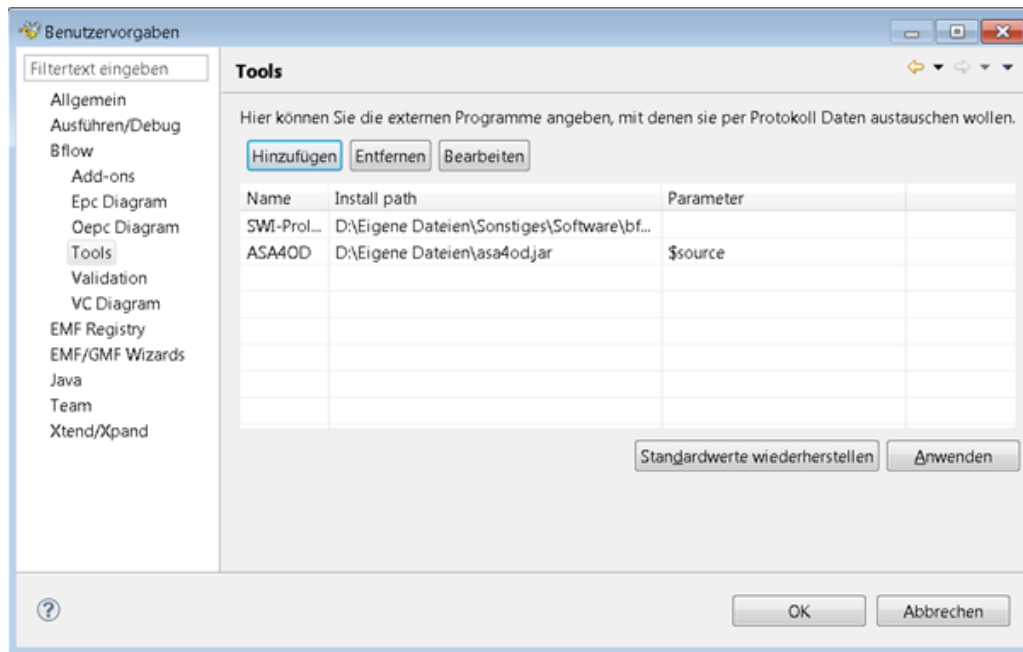 Benutzervorgaben
Filtertext eingeben
Allgemein
Ausführen/Debug
Bflow
Add-ons
Epc Diagram
Oepc Diagram
Tools
Validation
VC Diagram
EMF Registry
EMF/GMF Wizards
Java
Team
Xtend/Xpand
Tools
Hier können Sie die externen Programme angeben, mit denen sie per Protokoll Daten austauschen wollen.
Hinzufügen Entfernen Bearbeiten
Name Install path Parameter
SWI-Prol... D:\Eigene Dateien\Sonstiges\Software\bf...
ASA4OD D:\Eigene Dateien\asa4od.jar $source
Standardwerte wiederherstellen Anwenden
OK Abbrechen